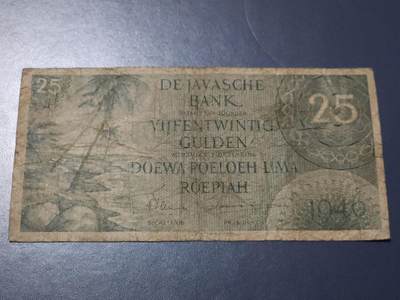 25
DE JAVASCHE
BANK
VIJFENTWINTIG
GULDEN
DOEWA POELOEH LIMA
ROEPIAH
25
1946